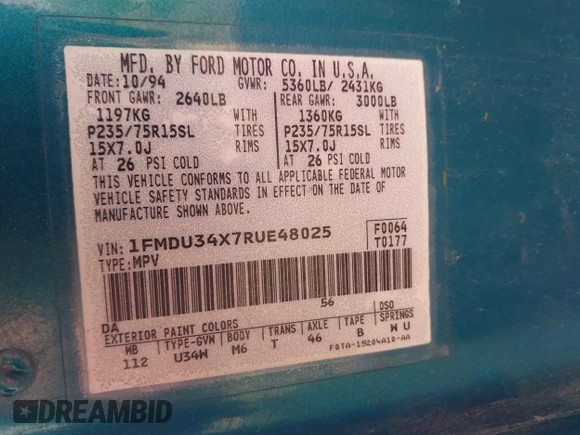 MFD. BY FORD MOTOR CO. IN U.S.A.
DATE: 10/94 GVWR: 5360LB/ 2431KG
FRONT GAWR: 2640LB REAR GAWR: 3000LB
1197KG WITH 1360KG WITH
P235/75R15SL TIRES P235/75R15SL TIRES
15X7.0J RIMS 15X7.0J RIMS
AT 26 PSI COLD AT 26 PSI COLD
THIS VEHICLE CONFORMS TO ALL APPLICABLE FEDERAL MOTOR
VEHICLE SAFETY STANDARDS IN EFFECT ON THE DATE OF
MANUFACTURE SHOWN ABOVE.
VIN: 1FMDU34X7RUE48025 F0064
TYPE: MPV T0177
56
DA DSO
EXTERIOR PAINT COLORS
WB TYPE-GVW BODY TRANS AXLE TAPE SPRINGS
112 U34W M6 T 46 B W U
F0TA-15204A10-AA
DREAMBID